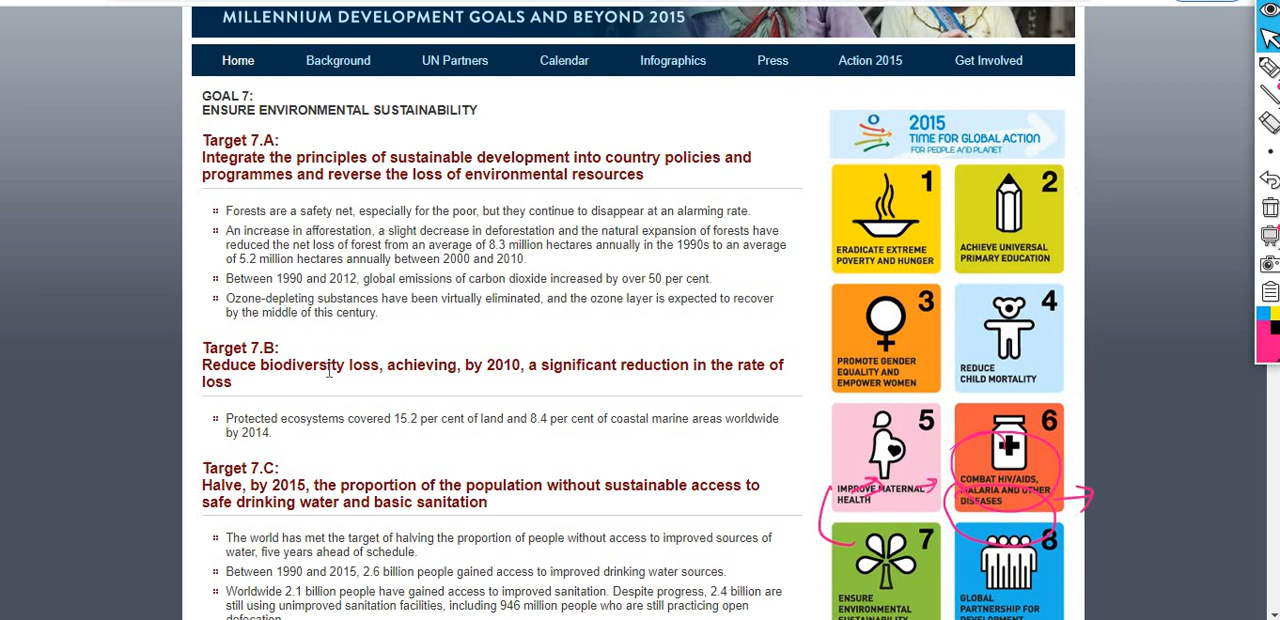 MILLENNIUM DEVELOPMENT GOALS AND BEYOND 2015
Home Background UN Partners Calendar Infographics Press Action 2015 Get Involved
GOAL 7:
ENSURE ENVIRONMENTAL SUSTAINABILITY
Target 7.A:
Integrate the principles of sustainable development into country policies and
programmes and reverse the loss of environmental resources
Forests are a safety net, especially for the poor, but they continue to disappear at an alarming rate.
An increase in afforestation, a slight decrease in deforestation and the natural expansion of forests have
reduced the net loss of forest from an average of 8.3 million hectares annually in the 1990s to an average
of 5.2 million hectares annually between 2000 and 2010.
Between 1990 and 2012, global emissions of carbon dioxide increased by over 50 per cent.
Ozone-depleting substances have been virtually eliminated, and the ozone layer is expected to recover
by the middle of this century.
Target 7.B:
Reduce biodiversity loss, achieving, by 2010, a significant reduction in the rate of
loss
Protected ecosystems covered 15.2 per cent of land and 8.4 per cent of coastal marine areas worldwide
by 2014.
Target 7.C:
Halve, by 2015, the proportion of the population without sustainable access to
safe drinking water and basic sanitation
The world has met the target of halving the proportion of people without access to improved sources of
water, five years ahead of schedule.
Between 1990 and 2015, 2.6 billion people gained access to improved drinking water sources.
Worldwide 2.1 billion people have gained access to improved sanitation. Despite progress, 2.4 billion are
still using unimproved sanitation facilities, including 946 million people who are still practicing open
defecation.
2015
TIME FOR GLOBAL ACTION
FOR PEOPLE AND PLANET
1
ERADICATE EXTREME
POVERTY AND HUNGER
2
ACHIEVE UNIVERSAL
PRIMARY EDUCATION
3
PROMOTE GENDER
EQUALITY AND
EMPOWER WOMEN
4
REDUCE
CHILD MORTALITY
5
IMPROVE MATERNAL
HEALTH
6
COMBAT HIV/AIDS,
MALARIA AND OTHER
DISEASES
7
ENSURE
ENVIRONMENTAL
SUSTAINABILITY
8
GLOBAL
PARTNERSHIP FOR
DEVELOPMENT